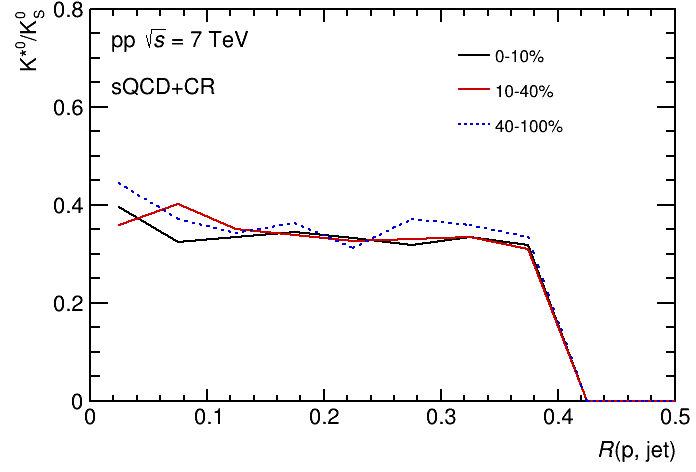 K*⁰/K⁰S
0.8
0.6
0.4
0.2
0
pp √s = 7 TeV
sQCD+CR
0-10%
10-40%
40-100%
0 0.1 0.2 0.3 0.4 0.5
R(p, jet)